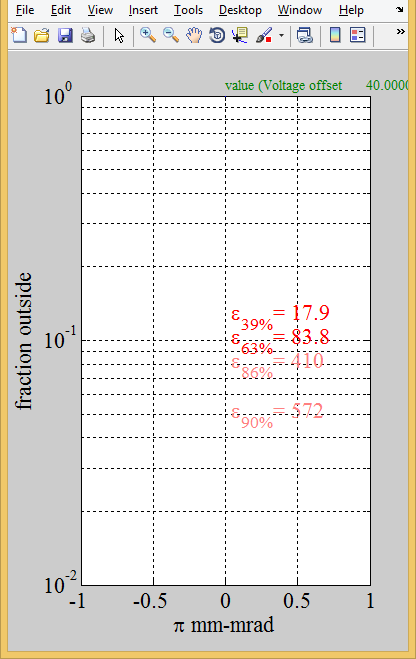 File Edit View Insert Tools Desktop Window Help
value (Voltage offset 40.0000
10^0
ε39% = 17.9
10^-1
ε63% = 83.8
ε86% = 410
ε90% = 572
fraction outside
10^-2
-1 -0.5 0 0.5 1
π mm-mrad